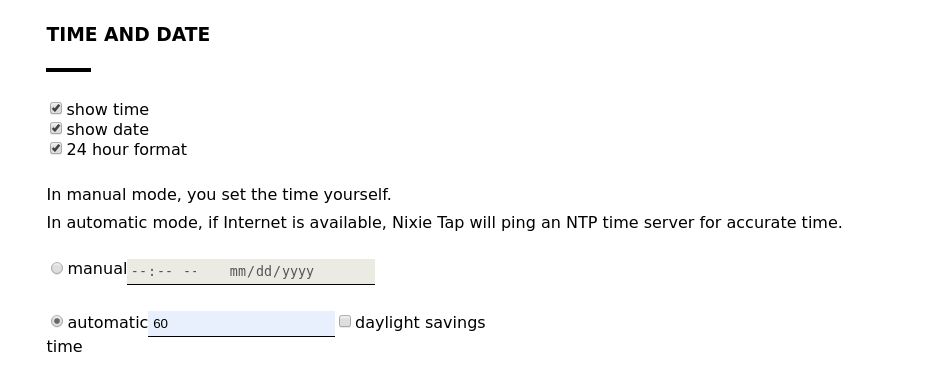 TIME AND DATE
show time
show date
24 hour format
In manual mode, you set the time yourself.
In automatic mode, if Internet is available, Nixie Tap will ping an NTP time server for accurate time.
manual --:-- -- mm/dd/yyyy
automatic 60 daylight savings
time